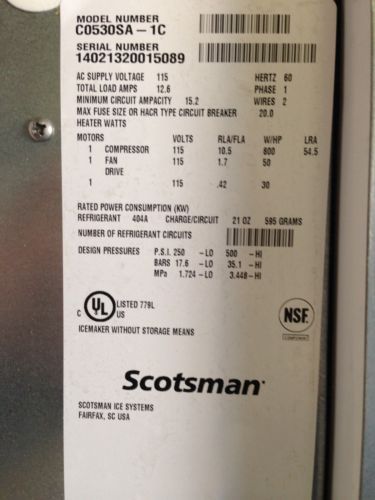 MODEL NUMBER
C0530SA-1C
SERIAL NUMBER
14021320015089
AC SUPPLY VOLTAGE 115 HERTZ 60
TOTAL LOAD AMPS 12.6 PHASE 1
MINIMUM CIRCUIT AMPACITY 15.2 WIRES 2
MAX FUSE SIZE OR HACR TYPE CIRCUIT BREAKER 20.0
HEATER WATTS
MOTORS VOLTS RLA/FLA W/HP LRA
1 COMPRESSOR 115 10.5 800 54.5
1 FAN 115 1.7 50
DRIVE
1 115 .42 30
RATED POWER CONSUMPTION (KW)
REFRIGERANT 404A CHARGE/CIRCUIT 21 OZ 595 GRAMS
NUMBER OF REFRIGERANT CIRCUITS
DESIGN PRESSURES P.S.I. 250 -LO 500 -HI
BARS 17.6 -LO 35.1 -HI
MPa 1.724 -LO 3.448 -HI
C UL US LISTED 779L
NSF
COMPONENT
ICEMAKER WITHOUT STORAGE MEANS
Scotsman
SCOTSMAN ICE SYSTEMS
FAIRFAX, SC USA